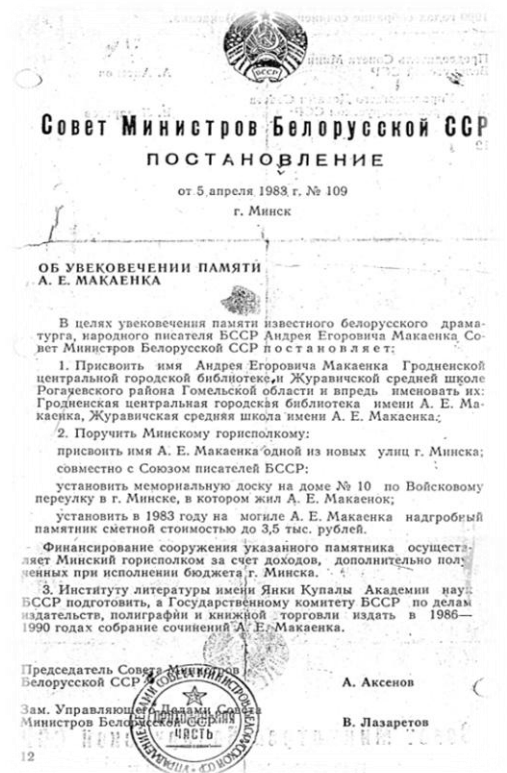 БССР
Совет Министров Белорусской ССР
ПОСТАНОВЛЕНИЕ
от 5 апреля 1983 г. № 109
г. Минск
ОБ УВЕКОВЕЧЕНИИ ПАМЯТИ
А. Е. МАКАЕНКА
В целях увековечения памяти известного белорусского драма-
турга, народного писателя БССР Андрея Егоровича Макаенка Со-
вет Министров Белорусской ССР постановляет:
1. Присвоить имя Андрея Егоровича Макаенка Гродненской
центральной городской библиотеке и Журавичской средней школе
Рогачевского района Гомельской области и впредь именовать их:
Гродненская центральная городская библиотека имени А. Е. Ма-
каенка, Журавичская средняя школа имени А. Е. Макаенка.
2. Поручить Минскому горисполкому:
присвоить имя А. Е. Макаенка одной из новых улиц г. Минска;
совместно с Союзом писателей БССР:
установить мемориальную доску на доме № 10 по Войсковому
переулку в г. Минске, в котором жил А. Е. Макаенок;
установить в 1983 году на могиле А. Е. Макаенка надгробный
памятник сметной стоимостью до 3,5 тыс. рублей.
Финансирование сооружения указанного памятника осущест-
ляет Минский горисполком за счет доходов, дополнительно пол
ченных при исполнении бюджета г. Минска.
3. Институту литературы имени Янки Купалы Академии наук
БССР подготовить, а Государственному комитету БССР по делам
издательств, полиграфии и книжной торговли издать в 1986—
1990 годах собрание сочинений А. Е. Макаенка.
Председатель Совета Министров
Белорусской ССР А. Аксенов
Зам. Управляющего Делами Совета
Министров Белорусской ССР В. Лазаретов
ЧАСТЬ
12